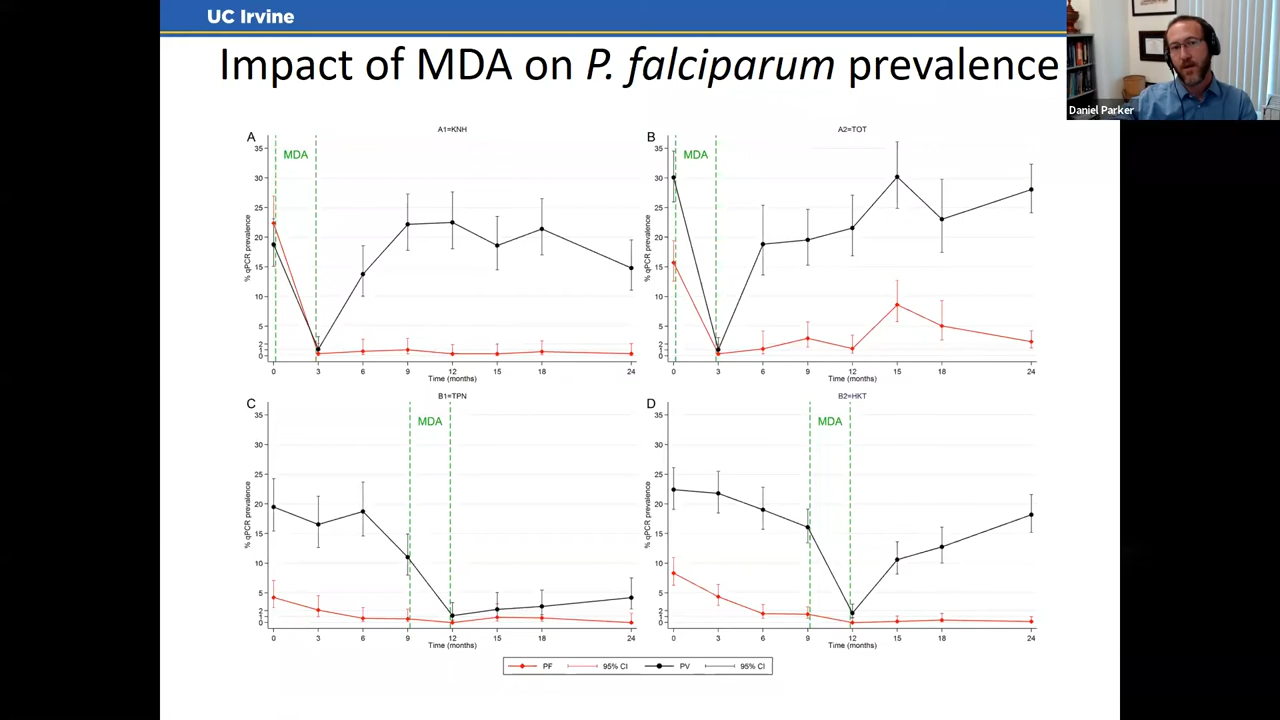 UC Irvine
Impact of MDA on P. falciparum prevalence
Daniel Parker
A
A1=KNH
MDA
% qPCR prevalence
35
30
25
20
15
10
5
2
1
0
0 3 6 9 12 15 18 24
Time (months)
B
A2=TOT
MDA
% qPCR prevalence
35
30
25
20
15
10
5
2
1
0
0 3 6 9 12 15 18 24
Time (months)
C
B1=TPN
MDA
% qPCR prevalence
35
30
25
20
15
10
5
2
1
0
0 3 6 9 12 15 18 24
Time (months)
D
B2=HKT
MDA
% qPCR prevalence
35
30
25
20
15
10
5
2
1
0
0 3 6 9 12 15 18 24
Time (months)
PF 95% CI PV 95% CI